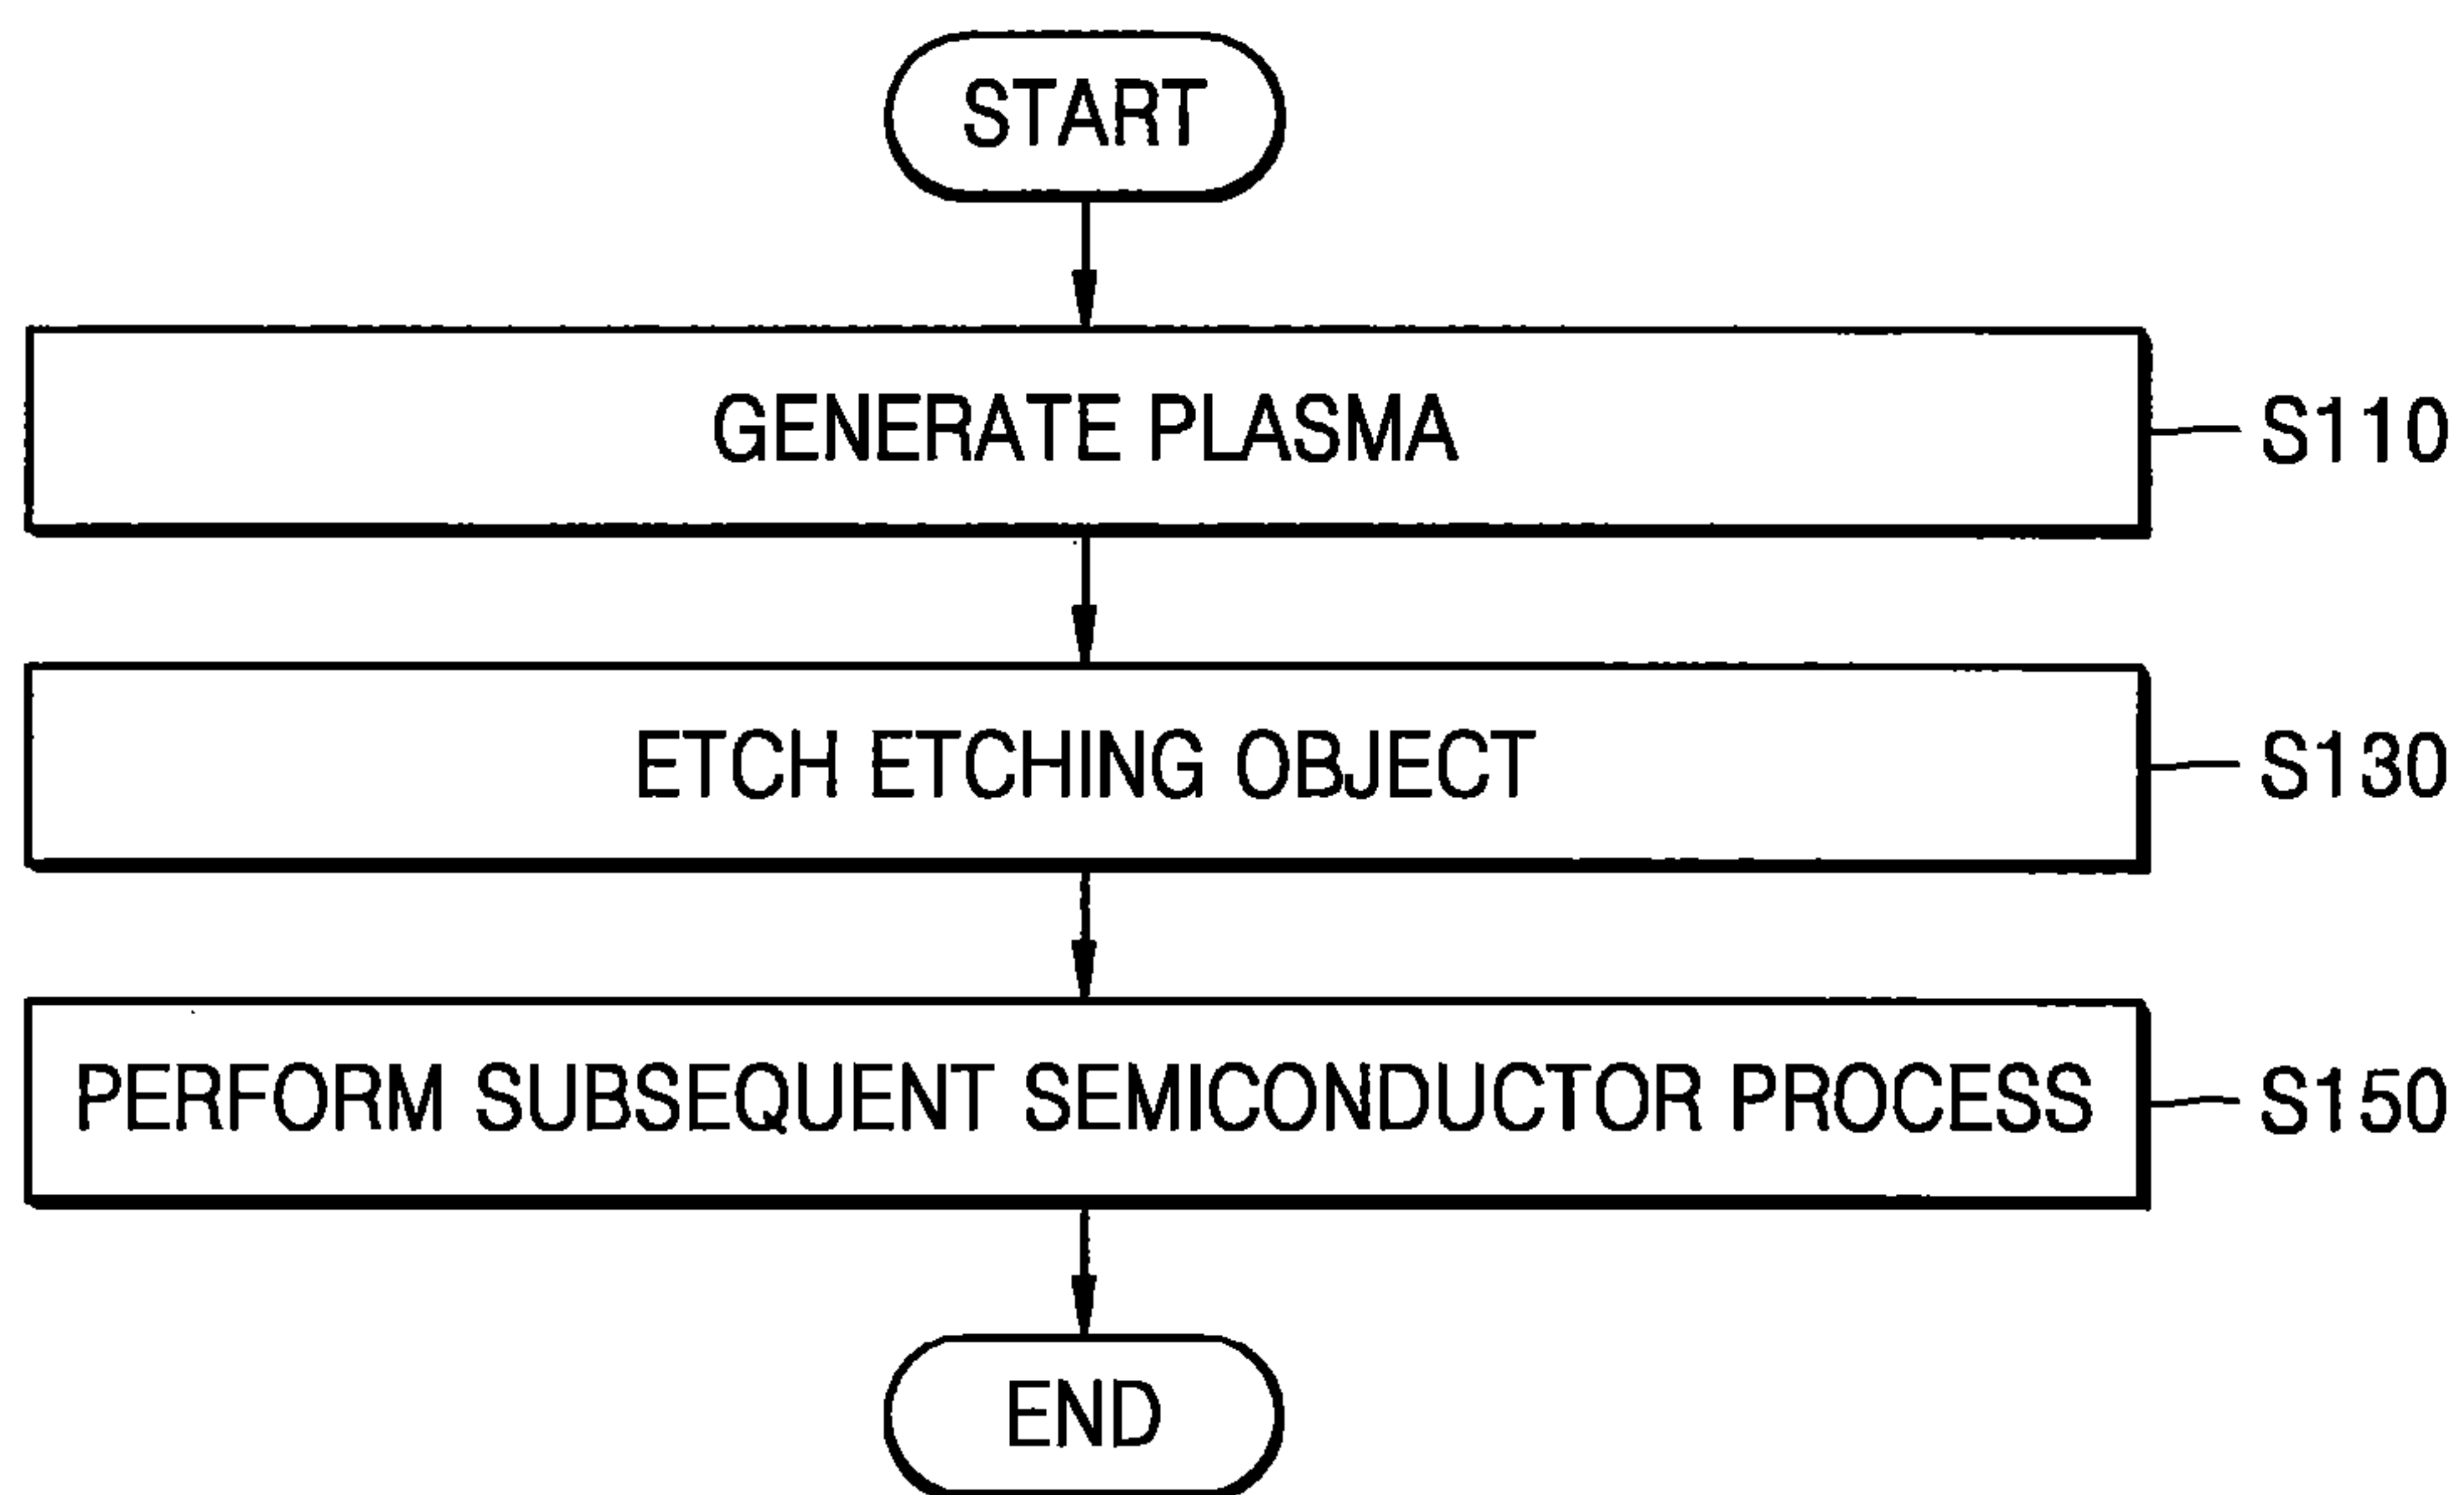 START
GENERATE PLASMA
S110
ETCH ETCHING OBJECT
S130
PERFORM SUBSEQUENT SEMICONDUCTOR PROCESS
S150
END